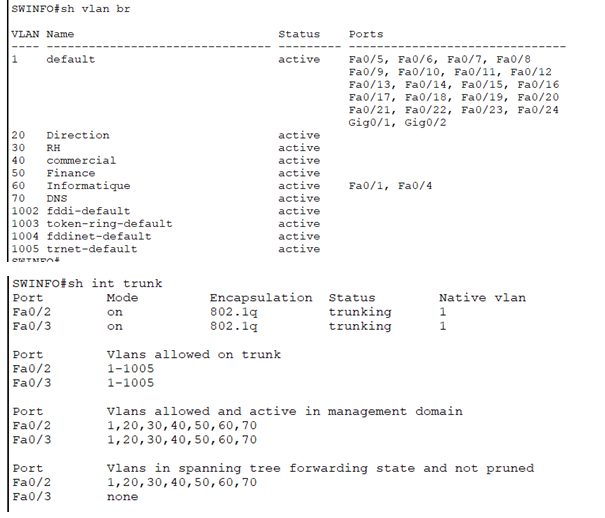 SWINFO#sh vlan br
VLAN Name Status Ports
---- -------------------------------- --------- -------------------------------
1 default active Fa0/5, Fa0/6, Fa0/7, Fa0/8
Fa0/9, Fa0/10, Fa0/11, Fa0/12
Fa0/13, Fa0/14, Fa0/15, Fa0/16
Fa0/17, Fa0/18, Fa0/19, Fa0/20
Fa0/21, Fa0/22, Fa0/23, Fa0/24
Gig0/1, Gig0/2
20 Direction active
30 RH active
40 commercial active
50 Finance active
60 Informatique active Fa0/1, Fa0/4
70 DNS active
1002 fddi-default active
1003 token-ring-default active
1004 fddinet-default active
1005 trnet-default active
SWINFO#
SWINFO#sh int trunk
Port Mode Encapsulation Status Native vlan
Fa0/2 on 802.1q trunking 1
Fa0/3 on 802.1q trunking 1
Port Vlans allowed on trunk
Fa0/2 1-1005
Fa0/3 1-1005
Port Vlans allowed and active in management domain
Fa0/2 1,20,30,40,50,60,70
Fa0/3 1,20,30,40,50,60,70
Port Vlans in spanning tree forwarding state and not pruned
Fa0/2 1,20,30,40,50,60,70
Fa0/3 none